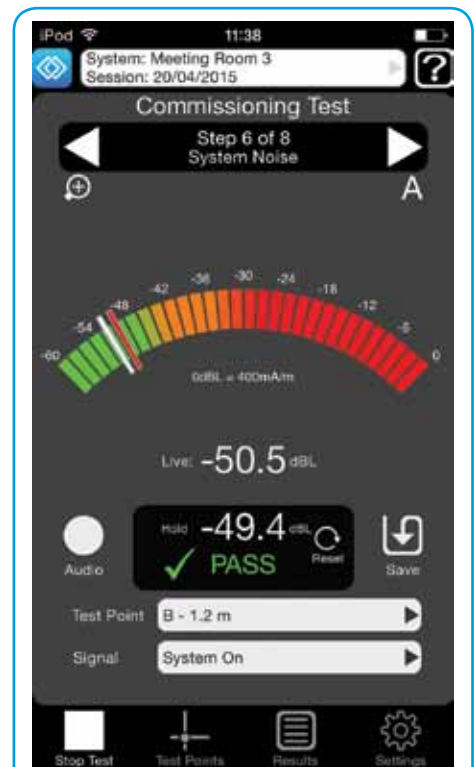 iPod 11:38
System: Meeting Room 3
Session: 20/04/2015
?
Commissioning Test
Step 6 of 8
System Noise
A
-60 -54 -48 -42 -36 -30 -24 -18 -12 -6 0
0dBL = 400mA/m
Live: -50.5 dBL
Hold -49.4 dBL
PASS
Reset
Audio
Save
Test Point B - 1.2 m
Signal System On
Stop Test Test Points Results Settings